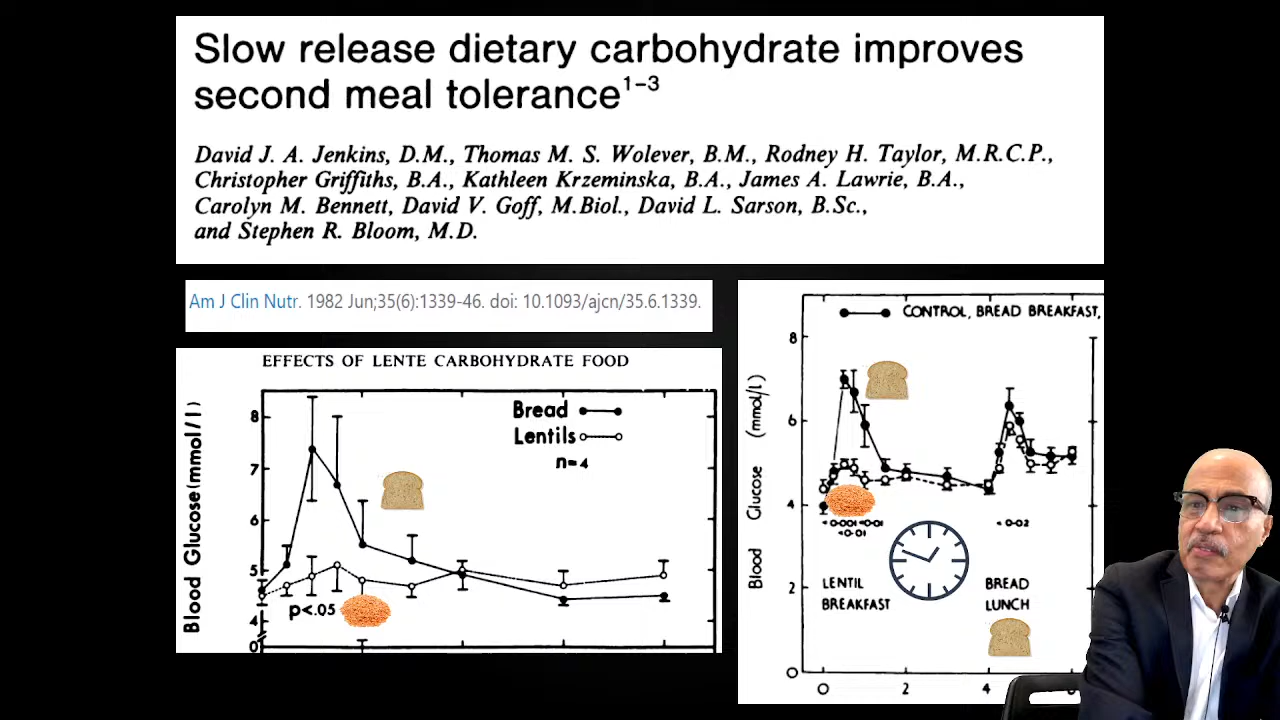 Slow release dietary carbohydrate improves
second meal tolerance¹⁻³
David J. A. Jenkins, D.M., Thomas M. S. Wolever, B.M., Rodney H. Taylor, M.R.C.P.,
Christopher Griffiths, B.A., Kathleen Krzeminska, B.A., James A. Lawrie, B.A.,
Carolyn M. Bennett, David V. Goff, M.Biol., David L. Sarson, B.Sc.,
and Stephen R. Bloom, M.D.
Am J Clin Nutr. 1982 Jun;35(6):1339-46. doi: 10.1093/ajcn/35.6.1339.
EFFECTS OF LENTE CARBOHYDRATE FOOD
Blood Glucose (mmol/l)
8
7
6
5
4
0
Bread
Lentils
n=4
p<.05
CONTROL, BREAD BREAKFAST,
Blood Glucose (mmol/l)
8
6
4
2
0
<0·001 <0·01
<0·01
<0·02
LENTIL
BREAKFAST
BREAD
LUNCH
0
2
4